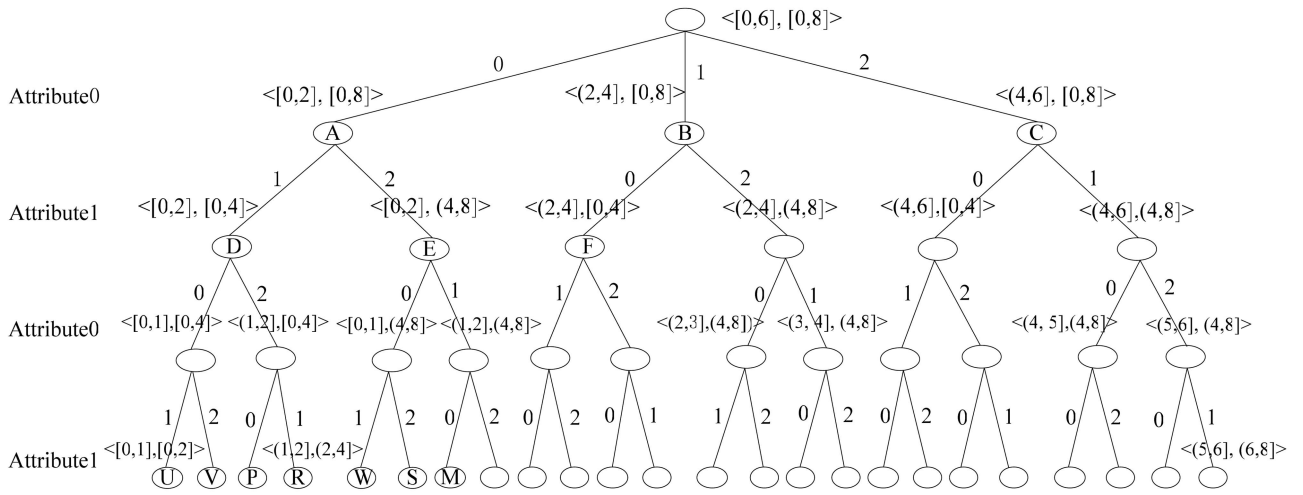 <[0,6], [0,8]>
0 1 2
Attribute0 <[0,2], [0,8]> <(2,4], [0,8]> <(4,6], [0,8]>
A B C
1 2 0 2 0 1
Attribute1 <[0,2], [0,4]> <[0,2], (4,8]> <(2,4],[0,4]> <(2,4],(4,8]> <(4,6],[0,4]> <(4,6],(4,8]>
D E F
0 2 0 1 1 2 0 1 1 2 0 2
Attribute0 <[0,1],[0,4]> <(1,2],[0,4]> <[0,1],(4,8]> <(1,2],(4,8]> <(2,3],(4,8])> <(3, 4], (4,8]> <(4, 5],(4,8]> <(5,6], (4,8]>
1 2 0 1 1 2 0 2 0 2 0 1 1 2 0 2 0 2 0 1 0 2 0 1
Attribute1 <[0,1],[0,2]> <(1,2],(2,4]> <(5,6], (6,8]>
U V P R W S M